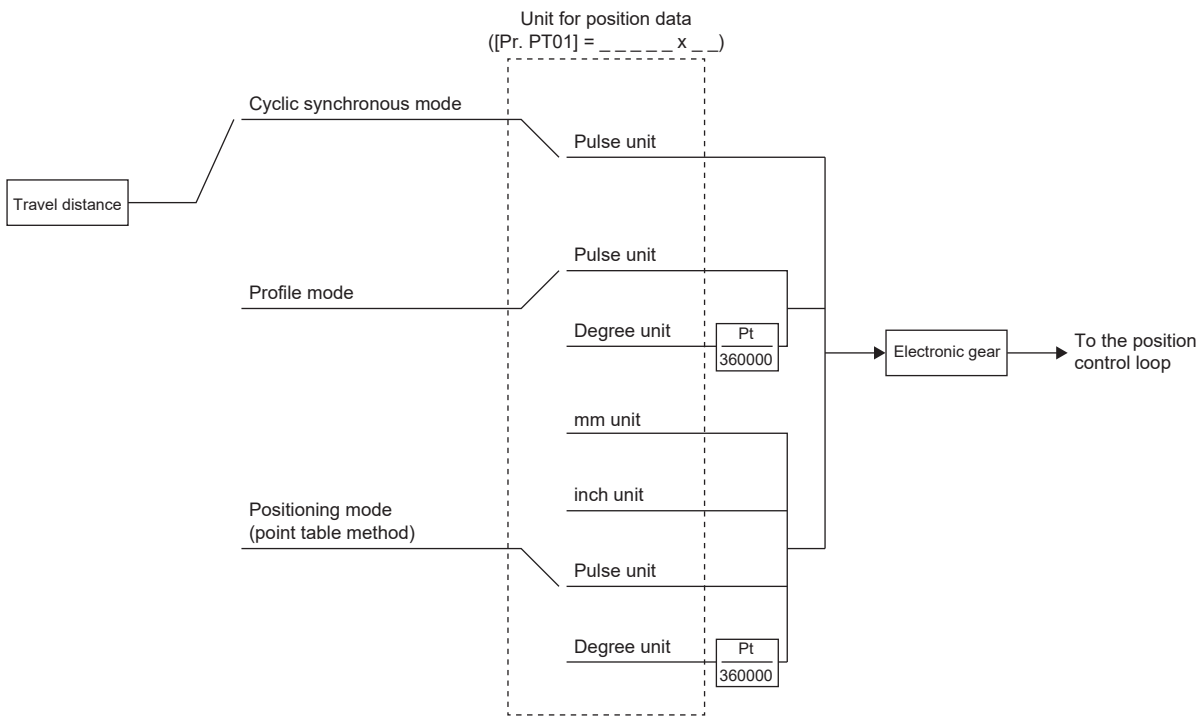 Unit for position data
([Pr. PT01] = _ _ _ _ _ x _ _)
Cyclic synchronous mode
Pulse unit
Travel distance
Pulse unit
Profile mode
Degree unit
Pt
360000
Electronic gear
To the position
control loop
mm unit
inch unit
Positioning mode
(point table method)
Pulse unit
Degree unit
Pt
360000